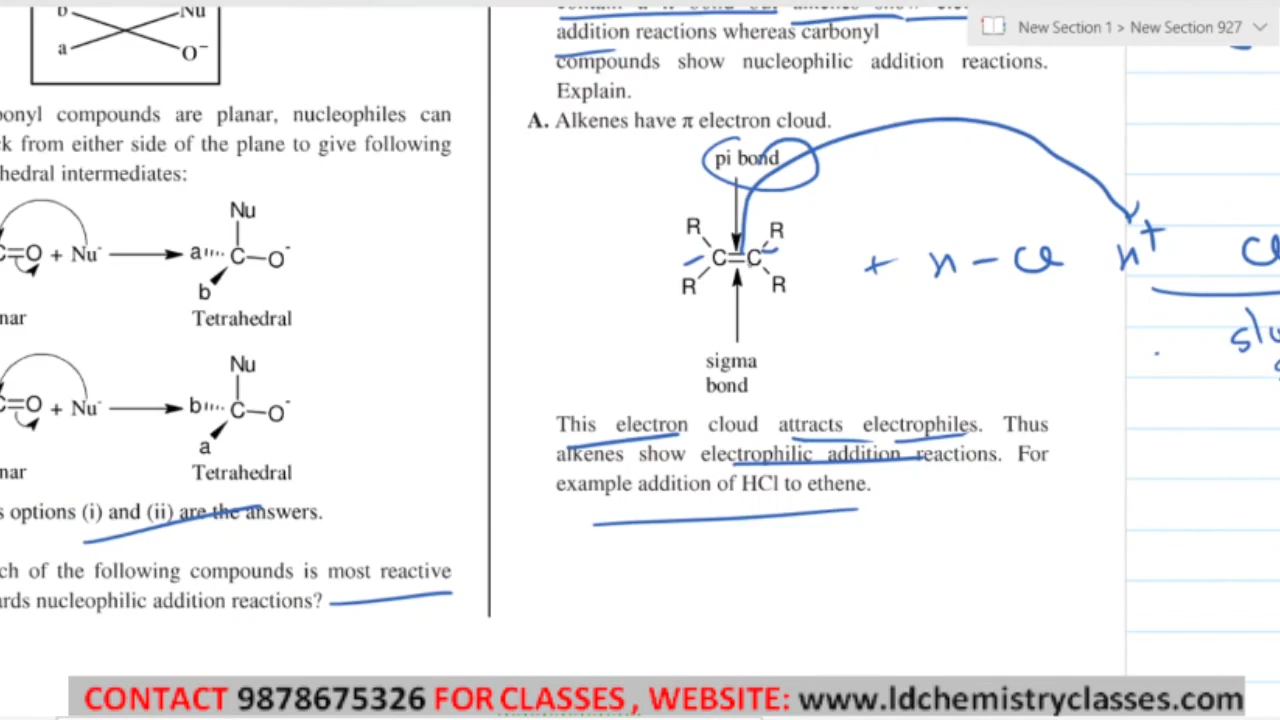 New Section 1 > New Section 927
b
Nu
a
O⁻
onyl compounds are planar, nucleophiles can
ck from either side of the plane to give following
hedral intermediates:
Nu
C=O + Nu⁻
a
C—O⁻
b
nar
Tetrahedral
Nu
C=O + Nu⁻
b
C—O⁻
a
nar
Tetrahedral
s options (i) and (ii) are the answers.
ch of the following compounds is most reactive
ards nucleophilic addition reactions?
addition reactions whereas carbonyl
compounds show nucleophilic addition reactions.
Explain.
A. Alkenes have π electron cloud.
pi bond
R R
C=C
R R
+ H – Cl H+ Cl
sigma
bond
This electron cloud attracts electrophiles. Thus
alkenes show electrophilic addition reactions. For
example addition of HCl to ethene.
CONTACT 9878675326 FOR CLASSES , WEBSITE: www.ldchemistryclasses.com